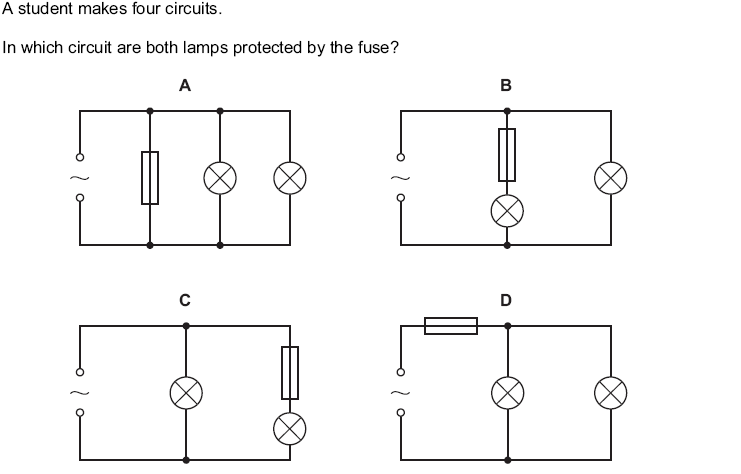 A student makes four circuits.
In which circuit are both lamps protected by the fuse?
A
B
C
D